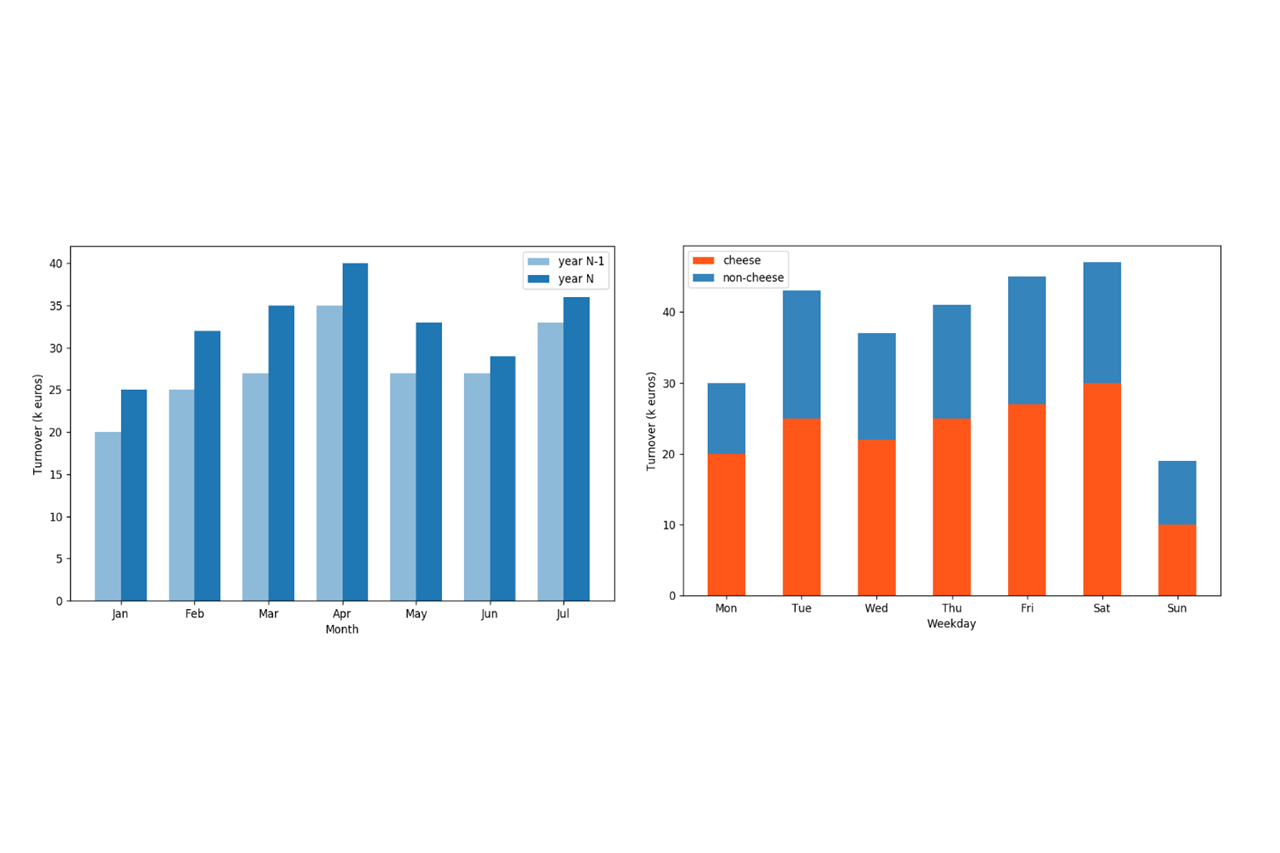 year N-1
year N
40
35
30
25
20
15
10
5
0
Turnover (k euros)
Jan Feb Mar Apr May Jun Jul
Month
cheese
non-cheese
40
30
20
10
0
Turnover (k euros)
Mon Tue Wed Thu Fri Sat Sun
Weekday